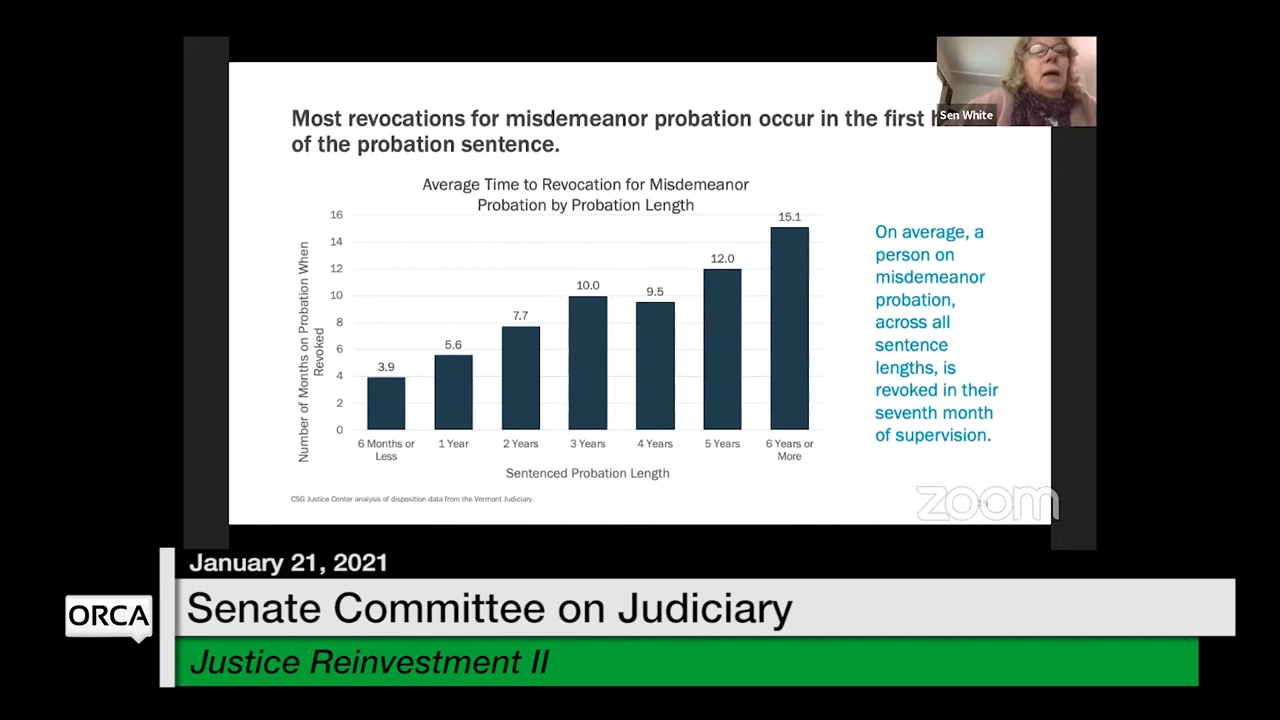 Most revocations for misdemeanor probation occur in the first
of the probation sentence.
Sen White
Average Time to Revocation for Misdemeanor
Probation by Probation Length
Number of Months on Probation When
Revoked
16
14
12
10
8
6
4
2
0
3.9
5.6
7.7
10.0
9.5
12.0
15.1
6 Months or
Less
1 Year
2 Years
3 Years
4 Years
5 Years
6 Years or
More
Sentenced Probation Length
On average, a
person on
misdemeanor
probation,
across all
sentence
lengths, is
revoked in their
seventh month
of supervision.
CSG Justice Center analysis of disposition data from the Vermont Judiciary.
zoom
January 21, 2021
ORCA
Senate Committee on Judiciary
Justice Reinvestment II